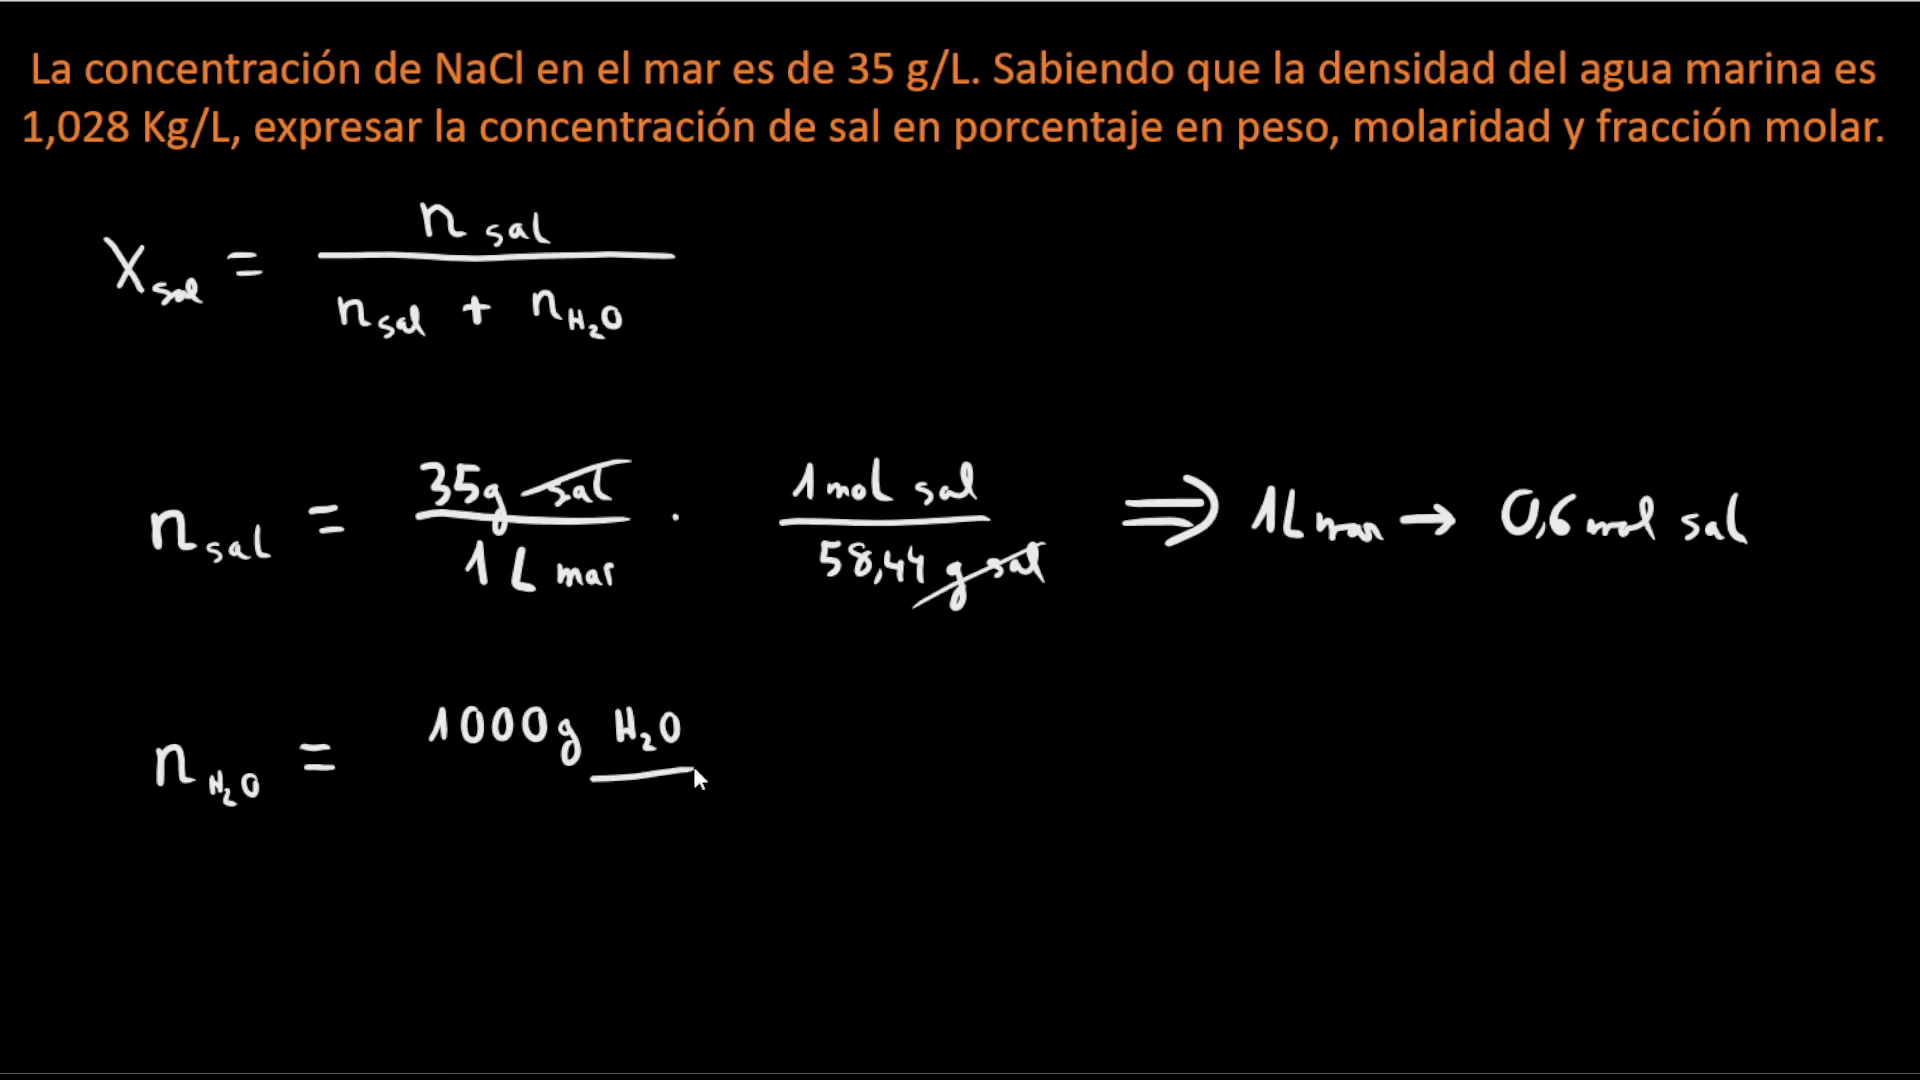 La concentración de NaCl en el mar es de 35 g/L. Sabiendo que la densidad del agua marina es
1,028 Kg/L, expresar la concentración de sal en porcentaje en peso, molaridad y fracción molar.
X sal = n sal / (n sal + n H₂O)
n sal = 35g sal / 1 L mar · 1 mol sal / 58,44 g sal ⇒ 1L mar → 0,6 mol sal
n H₂O = 1000g H₂O